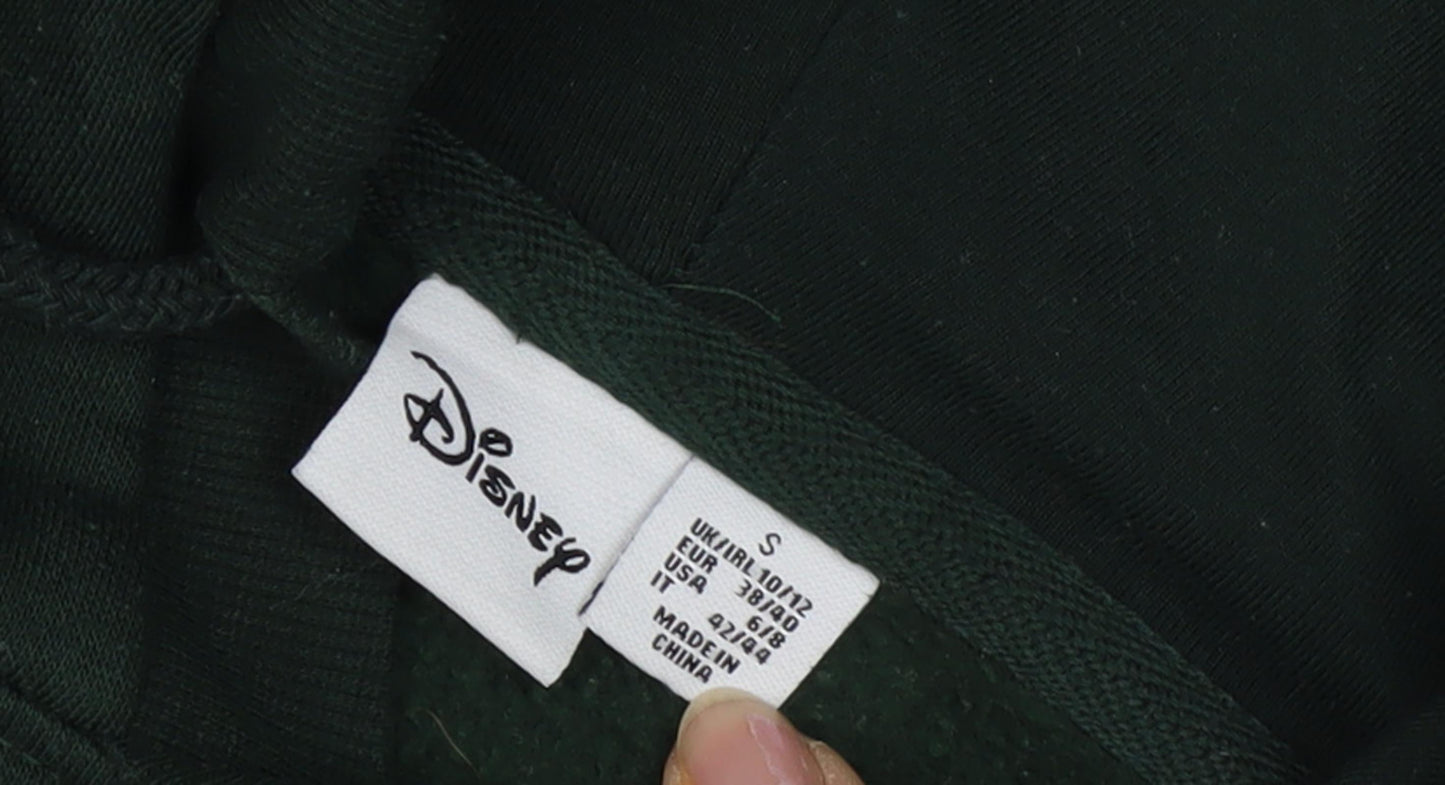 Disney
S
UK/IRL 10/12
EUR 38/40
USA 6/8
IT 42/44
MADE IN
CHINA